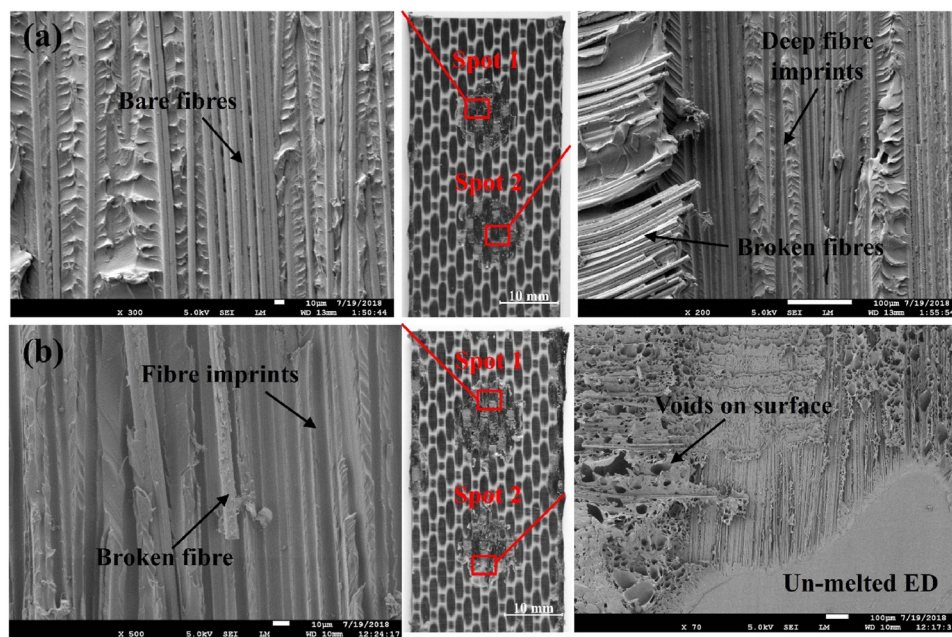 (a)
Bare fibres
10µm 7/19/2018
X 300 5.0kV SEI LM WD 13mm 1:50:44
Spot 1
Spot 2
10 mm
Deep fibre
imprints
Broken fibres
100µm 7/19/2018
X 200 5.0kV SEI LM WD 13mm 1:55:54
(b)
Fibre imprints
Broken fibre
10µm 7/19/2018
X 500 5.0kV SEI LM WD 10mm 12:24:17
Spot 1
Spot 2
10 mm
Voids on surface
Un-melted ED
100µm 7/19/2018
X 70 5.0kV SEI LM WD 10mm 12:17:3